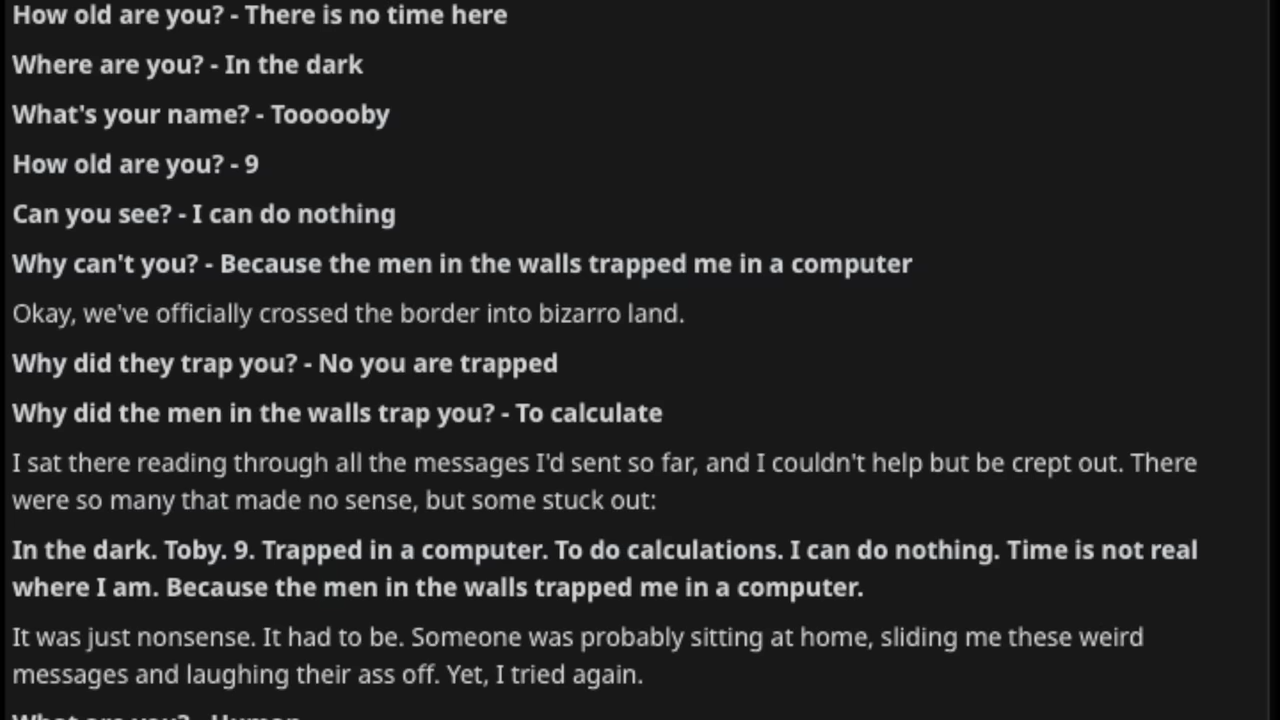 How old are you? - There is no time here
Where are you? - In the dark
What's your name? - Toooooby
How old are you? - 9
Can you see? - I can do nothing
Why can't you? - Because the men in the walls trapped me in a computer
Okay, we've officially crossed the border into bizarro land.
Why did they trap you? - No you are trapped
Why did the men in the walls trap you? - To calculate
I sat there reading through all the messages I'd sent so far, and I couldn't help but be crept out. There
were so many that made no sense, but some stuck out:
In the dark. Toby. 9. Trapped in a computer. To do calculations. I can do nothing. Time is not real
where I am. Because the men in the walls trapped me in a computer.
It was just nonsense. It had to be. Someone was probably sitting at home, sliding me these weird
messages and laughing their ass off. Yet, I tried again.
What are you? - Human